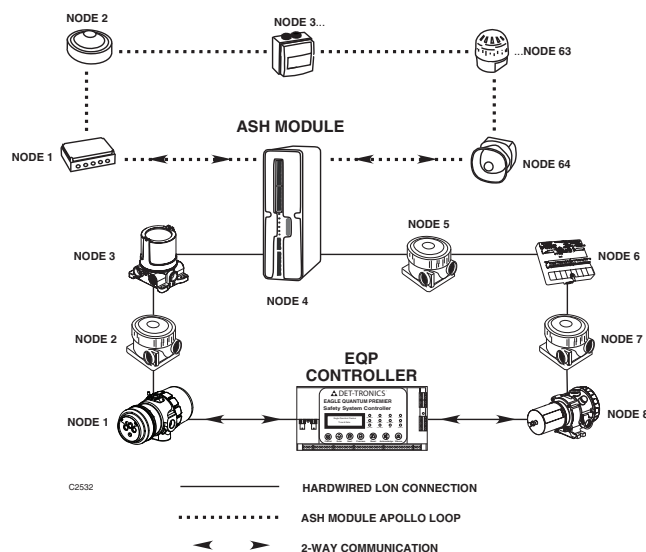 NODE 2
NODE 3...
...NODE 63
ASH MODULE
NODE 1
NODE 64
NODE 5
NODE 3
NODE 6
NODE 4
NODE 2
NODE 7
EQP
CONTROLLER
DET-TRONICS
EAGLE QUANTUM PREMIER
Safety System Controller
NODE 1
NODE 8
C2532
HARDWIRED LON CONNECTION
ASH MODULE APOLLO LOOP
2-WAY COMMUNICATION